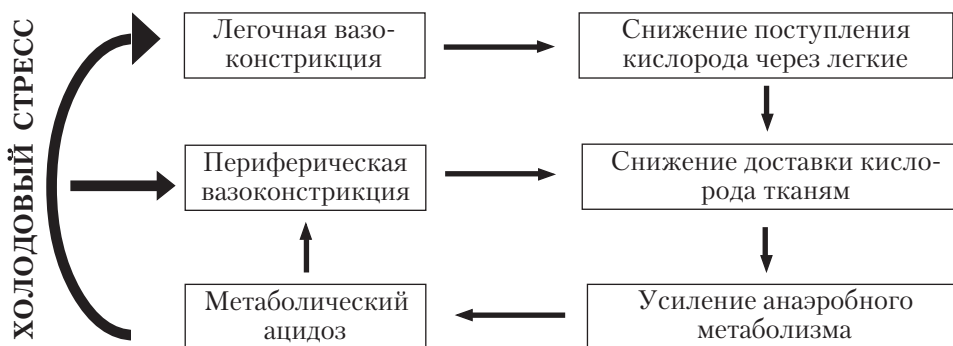 ХОЛОДОВЫЙ СТРЕСС
Легочная вазо-
констрикция
Снижение поступления
кислорода через легкие
Периферическая
вазоконстрикция
Снижение доставки кисло-
рода тканям
Метаболический
ацидоз
Усиление анаэробного
метаболизма